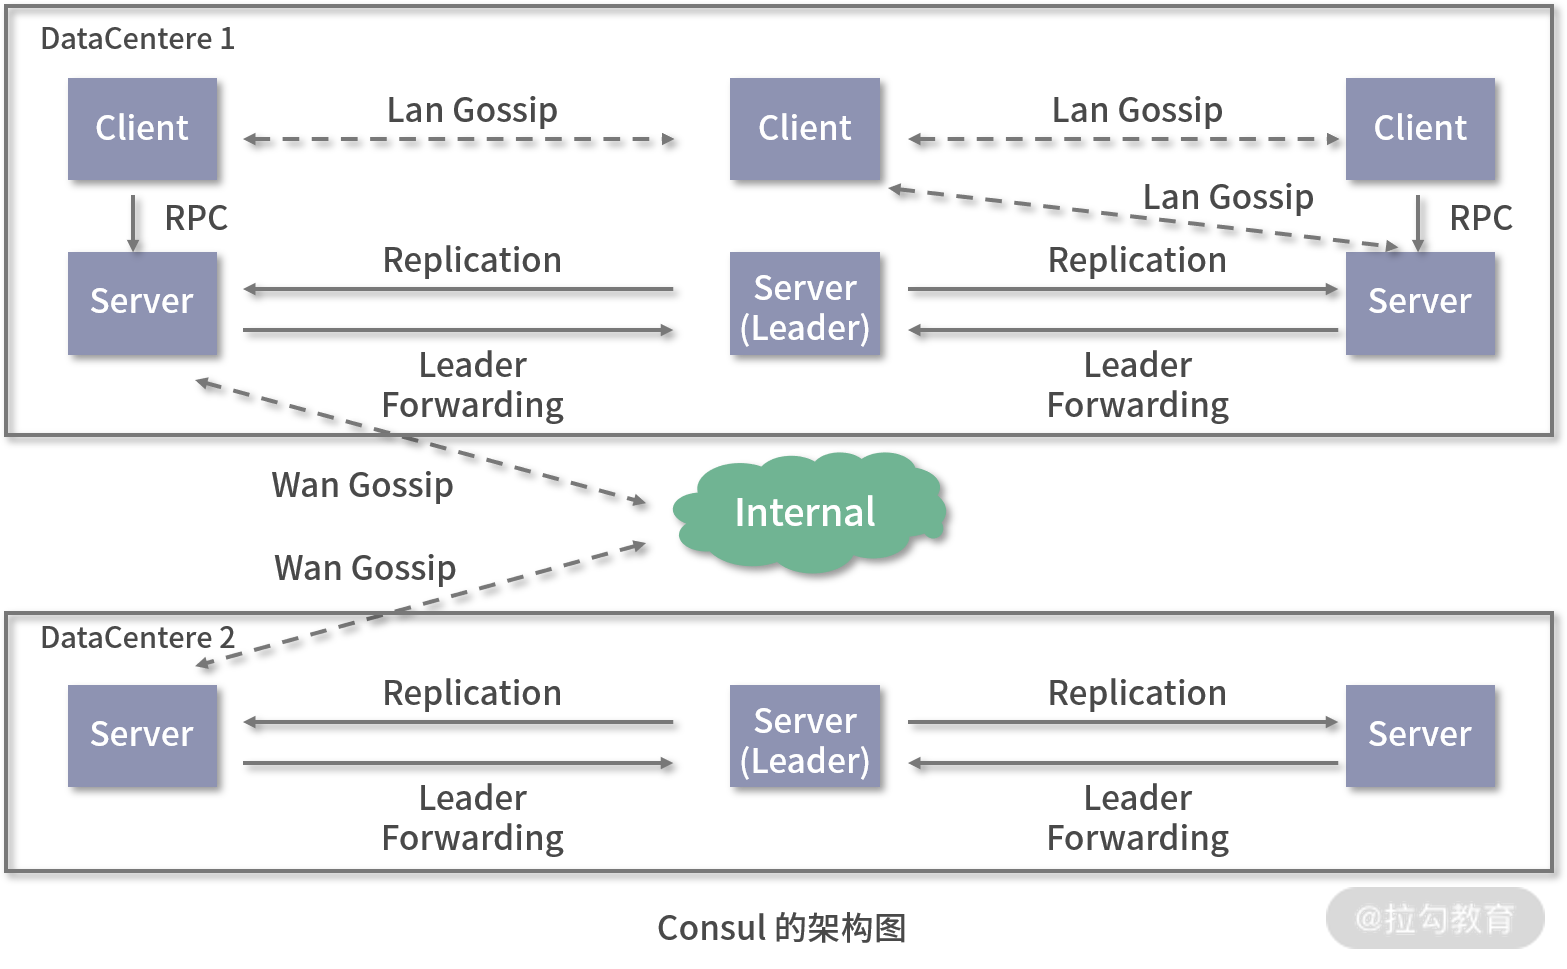 DataCentere 1
Client
Lan Gossip
Client
Lan Gossip
Client
RPC
Lan Gossip
RPC
Server
Replication
Server
(Leader)
Replication
Server
Leader
Forwarding
Leader
Forwarding
Wan Gossip
Internal
Wan Gossip
DataCentere 2
Server
Replication
Server
(Leader)
Replication
Server
Leader
Forwarding
Leader
Forwarding
Consul 的架构图
@拉勾教育